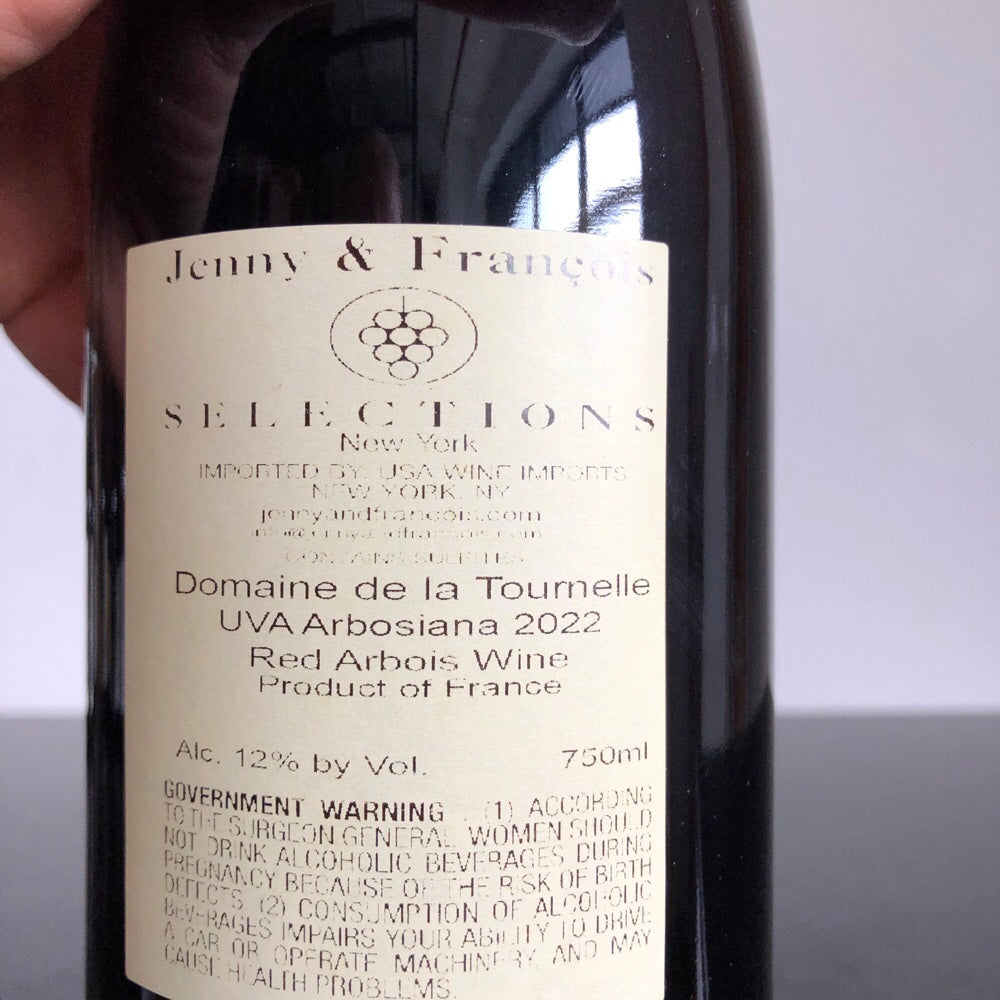 Jenny & François
SELECTIONS
New York
IMPORTED BY: USA WINE IMPORTS
NEW YORK, NY
jennyandfrancois.com
info@jennyandfrancois.com
CONTAINS SULFITES
Domaine de la Tournelle
UVA Arbosiana 2022
Red Arbois Wine
Product of France
Alc. 12% by Vol. 750ml
GOVERNMENT WARNING : (1) ACCORDING
TO THE SURGEON GENERAL, WOMEN SHOULD
NOT DRINK ALCOHOLIC BEVERAGES DURING
PREGNANCY BECAUSE OF THE RISK OF BIRTH
DEFECTS. (2) CONSUMPTION OF ALCOHOLIC
BEVERAGES IMPAIRS YOUR ABILITY TO DRIVE
A CAR OR OPERATE MACHINERY, AND MAY
CAUSE HEALTH PROBLEMS.